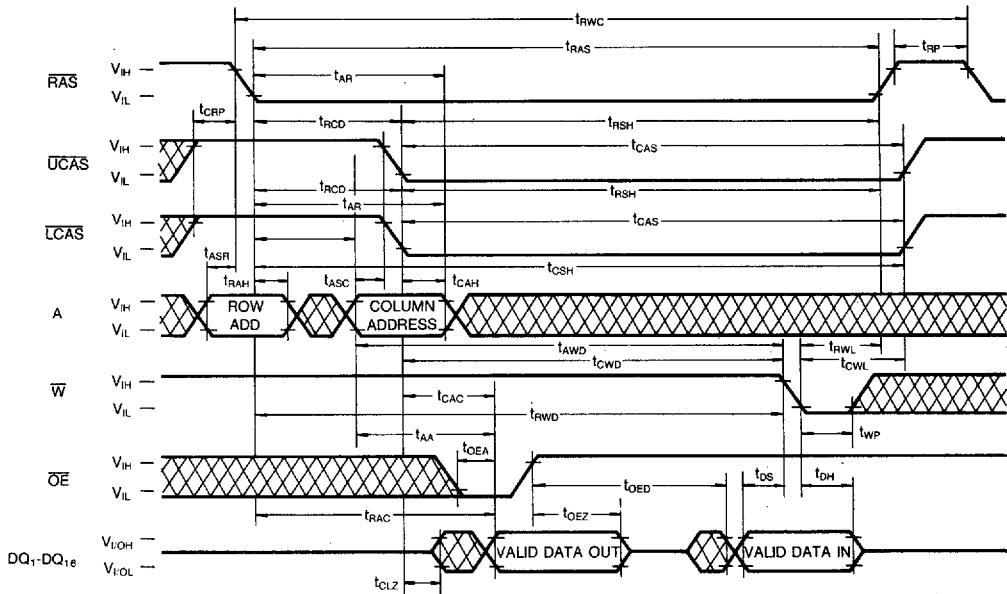 tRWC
tRAS
tRP
tAR
RAS
VIH
VIL
tCRP
tRCD
tRSH
UCAS
VIH
VIL
tCAS
tRCD
tRSH
tAR
LCAS
VIH
VIL
tCAS
tASR
tCSH
tRAH
tASC
tCAH
A
VIH
VIL
ROW
ADD
COLUMN
ADDRESS
tAWD
tRWL
tCWD
tCWL
W
VIH
VIL
tCAC
tRWD
tWP
tAA
tOEA
OE
VIH
VIL
tOED
tDS
tDH
tRAC
tOEZ
DQ1-DQ16
VI/OH
VI/OL
VALID DATA OUT
VALID DATA IN
tCLZ